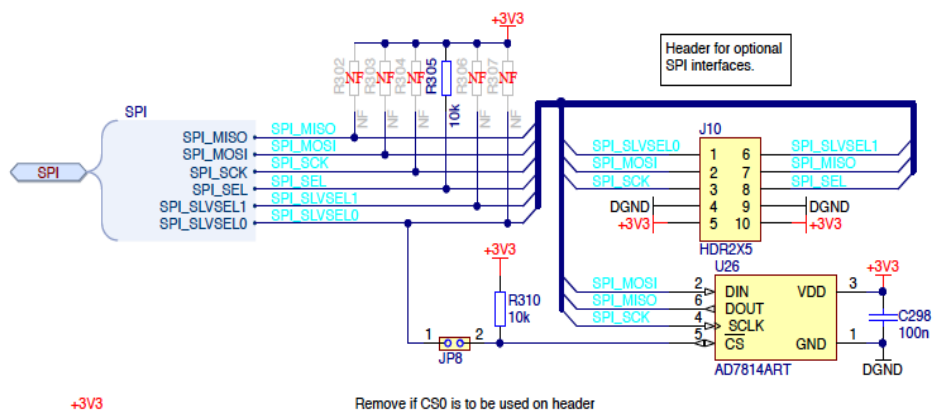 +3V3
R302 NF
R303 NF
R304 NF
R305
R306 NF
R307 NF
NF NF NF 10k NF NF
Header for optional
SPI interfaces.
SPI
SPI
SPI_MISO SPI_MISO
SPI_MOSI SPI_MOSI
SPI_SCK SPI_SCK
SPI_SEL SPI_SEL
SPI_SLVSEL1 SPI_SLVSEL1
SPI_SLVSEL0 SPI_SLVSEL0
J10
SPI_SLVSEL0 1 6 SPI_SLVSEL1
SPI_MOSI 2 7 SPI_MISO
SPI_SCK 3 8 SPI_SEL
DGND 4 9 DGND
+3V3 5 10 +3V3
HDR2X5
+3V3
R310
10k
1 2
JP8
U26
SPI_MOSI 2 DIN VDD 3 +3V3
SPI_MISO 6 DOUT
SPI_SCK 4 SCLK
5 CS GND 1
AD7814ART
C298
100n
DGND
+3V3
Remove if CS0 is to be used on header